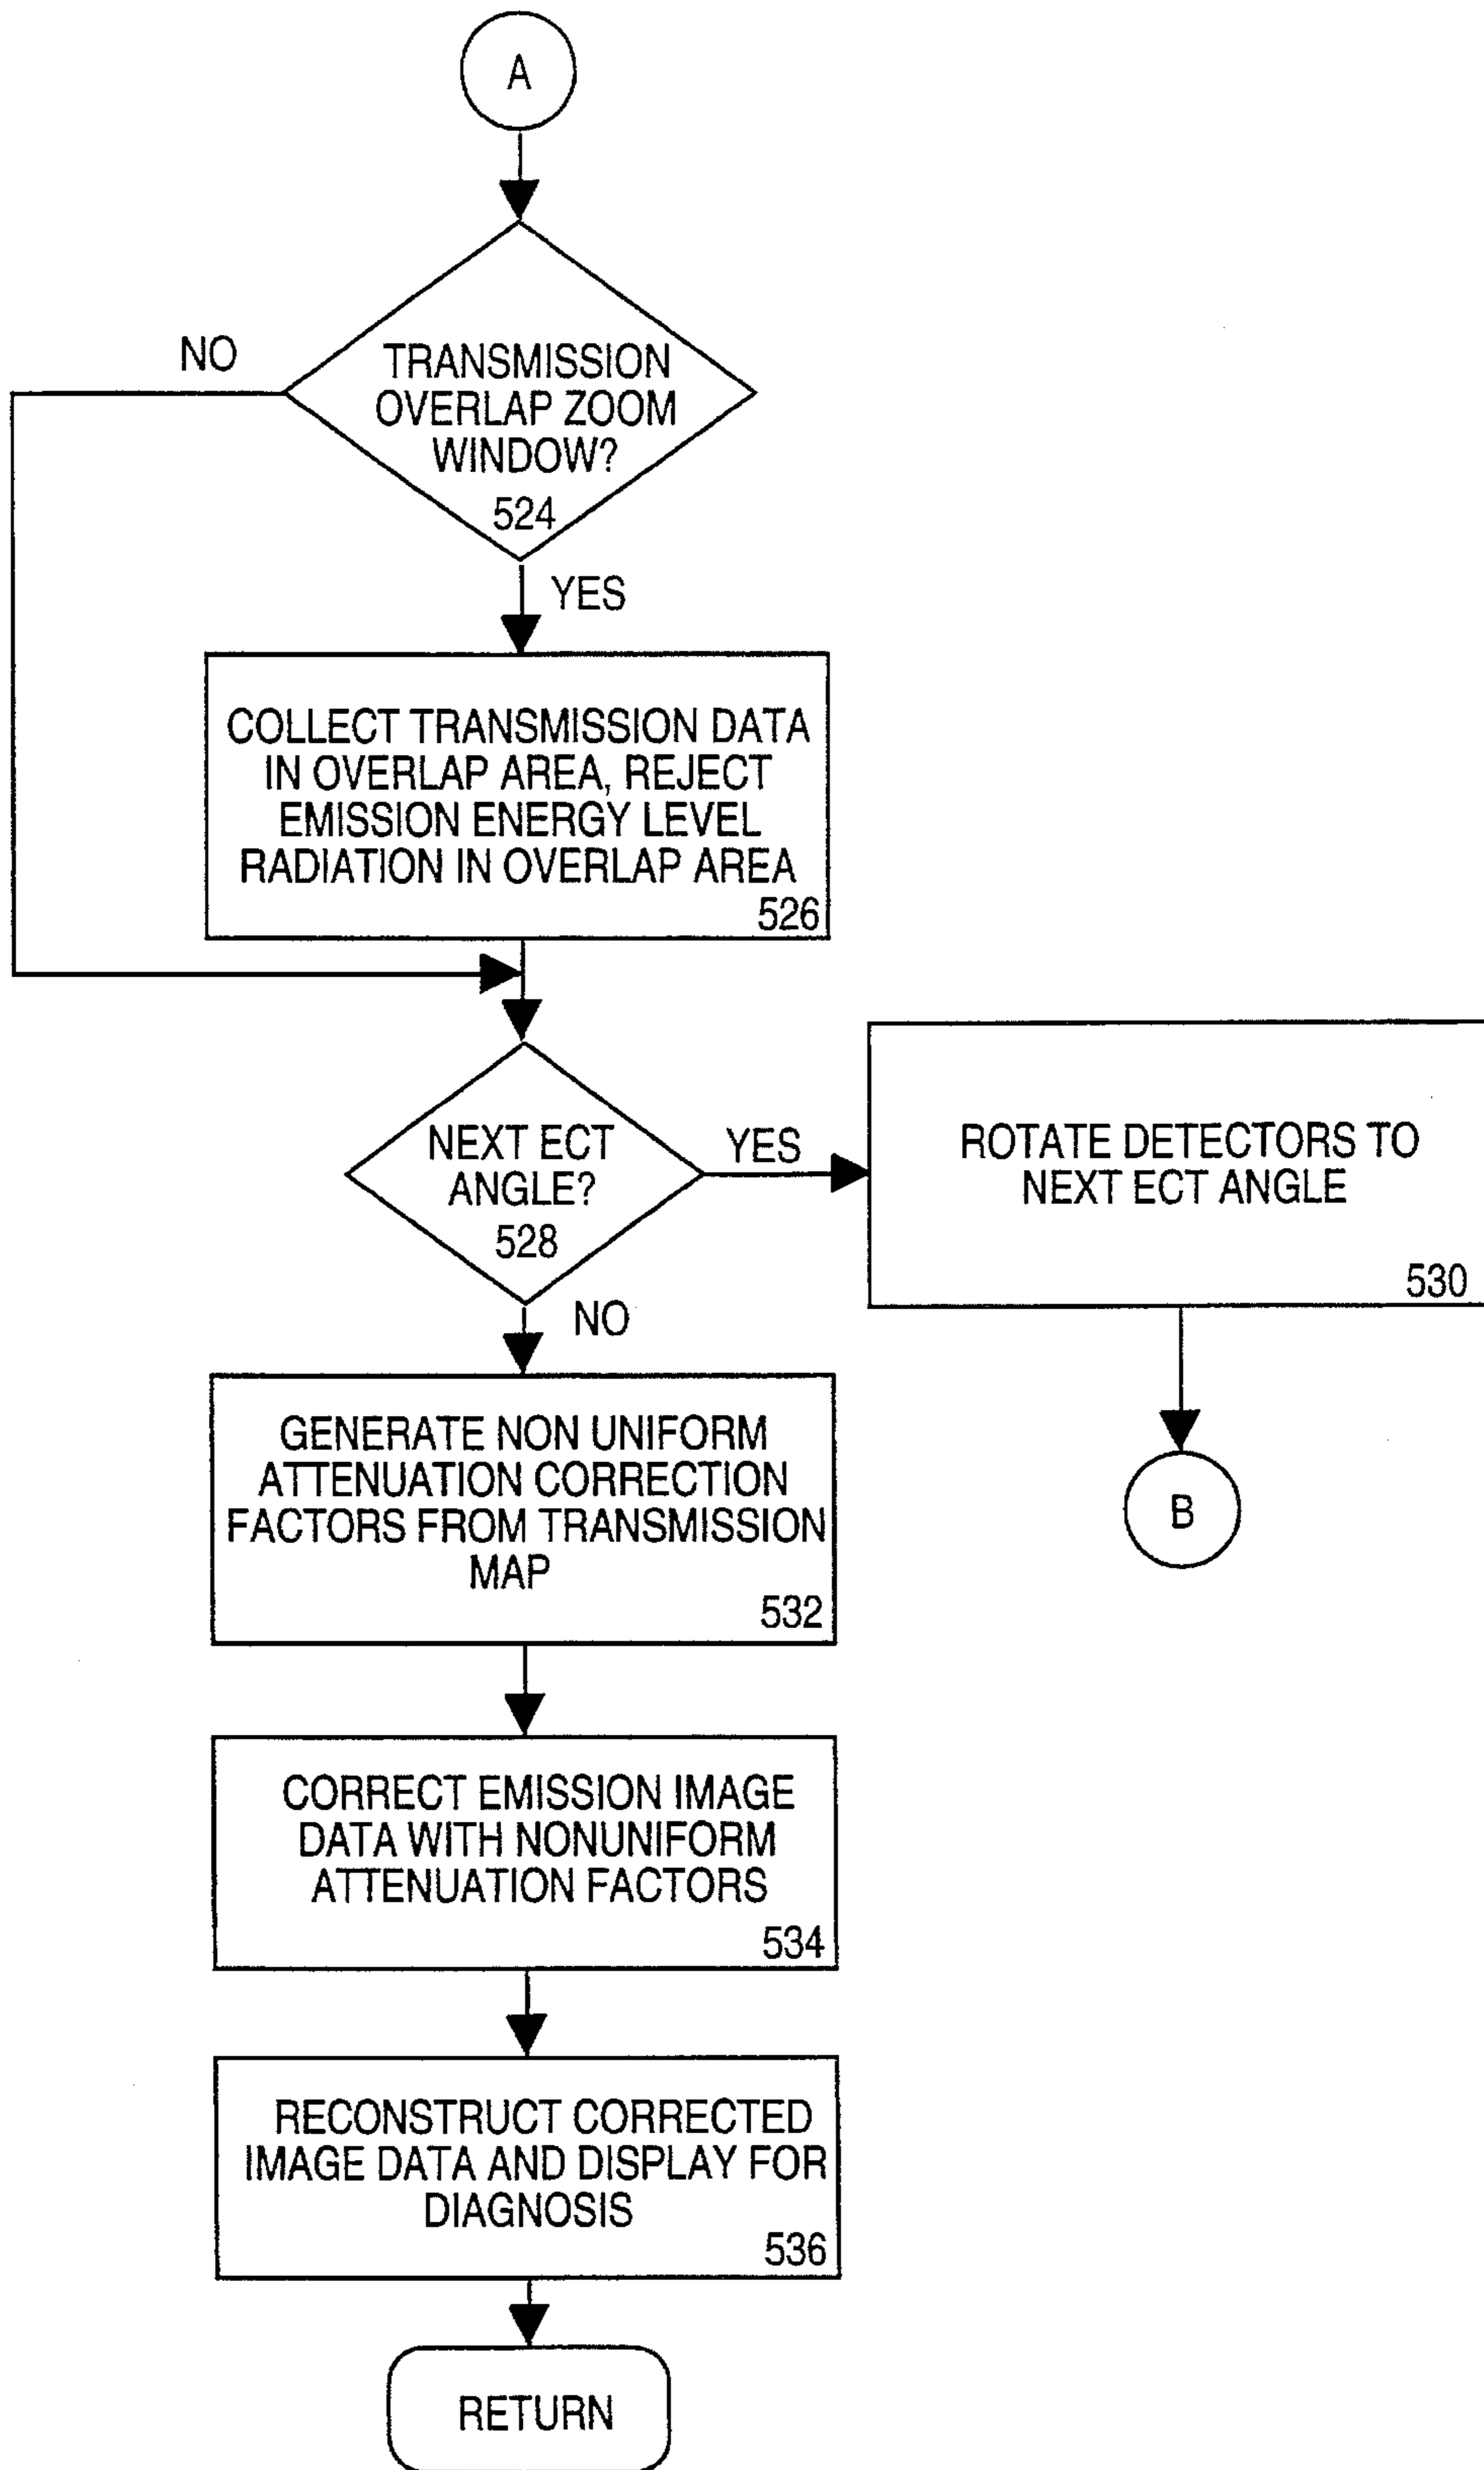 A
NO
TRANSMISSION
OVERLAP ZOOM
WINDOW?
524
YES
COLLECT TRANSMISSION DATA
IN OVERLAP AREA, REJECT
EMISSION ENERGY LEVEL
RADIATION IN OVERLAP AREA
526
NEXT ECT
ANGLE?
528
YES
ROTATE DETECTORS TO
NEXT ECT ANGLE
530
B
NO
GENERATE NON UNIFORM
ATTENUATION CORRECTION
FACTORS FROM TRANSMISSION
MAP
532
CORRECT EMISSION IMAGE
DATA WITH NONUNIFORM
ATTENUATION FACTORS
534
RECONSTRUCT CORRECTED
IMAGE DATA AND DISPLAY FOR
DIAGNOSIS
536
RETURN